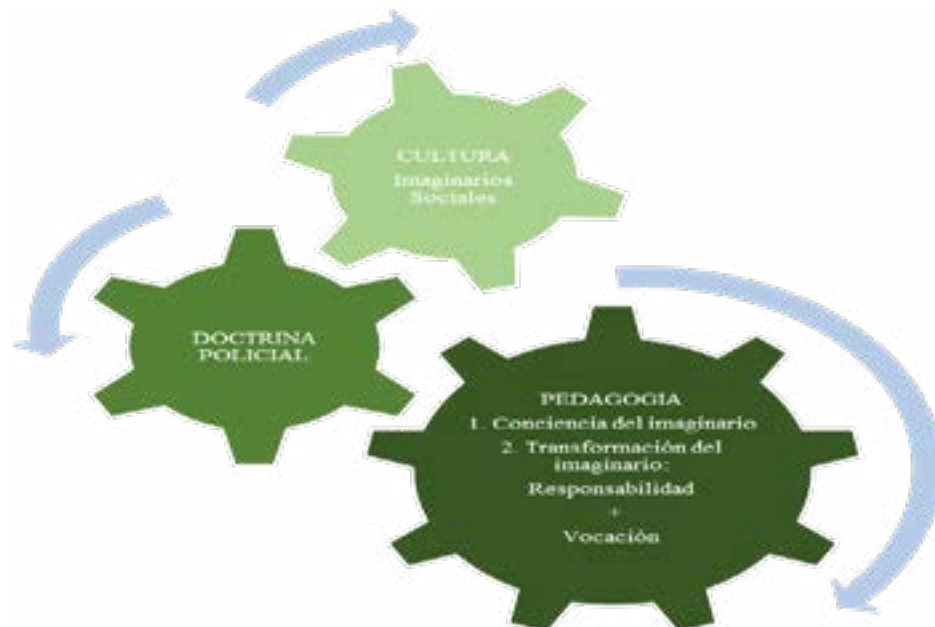 CULTURA
Imaginarios
Sociales
DOCTRINA
POLICIAL
PEDAGOGIA
1. Conciencia del imaginario
2. Transformación del
imaginario:
Responsabilidad
+
Vocación